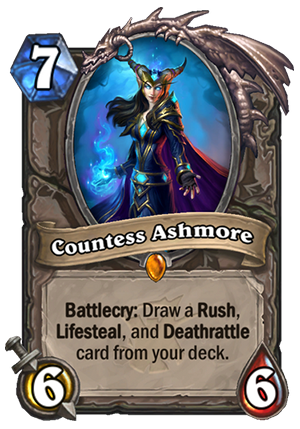 7
Countess Ashmore
Battlecry: Draw a Rush,
Lifesteal, and Deathrattle
card from your deck.
6 6